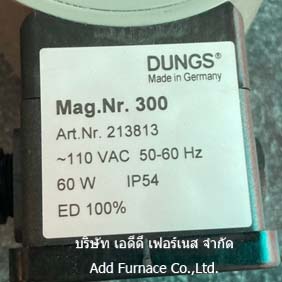 DUNGS®
Made in Germany
Mag.Nr. 300
Art.Nr. 213813
~110 VAC 50-60 Hz
60 W IP54
ED 100%
บริษัท เอดีดี เฟอร์เนส จำกัด
Add Furnace Co.,Ltd.